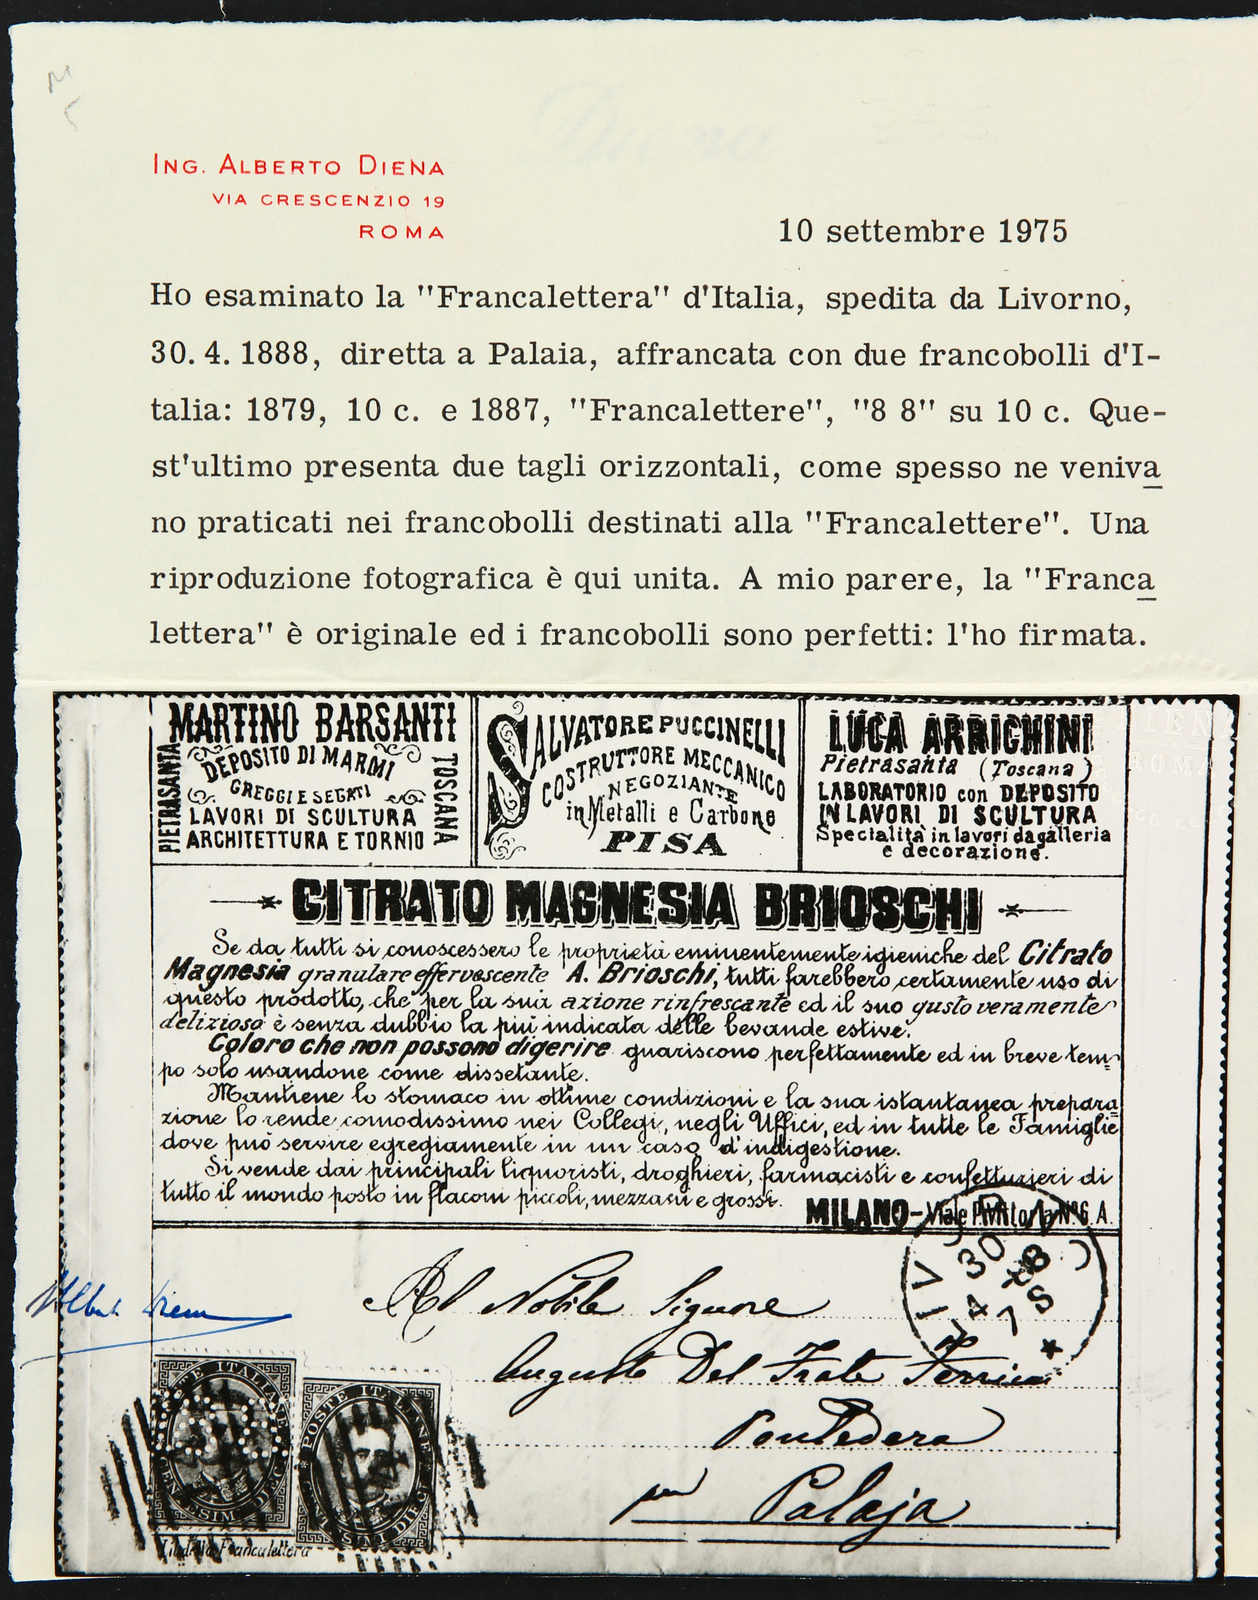 ING. ALBERTO DIENA
VIA CRESCENZIO 19
ROMA
10 settembre 1975
Ho esaminato la "Francalettera" d'Italia, spedita da Livorno,
30. 4. 1888, diretta a Palaia, affrancata con due francobolli d'I-
talia: 1879, 10 c. e 1887, "Francalettere", "8 8" su 10 c. Que-
st'ultimo presenta due tagli orizzontali, come spesso ne veniva
no praticati nei francobolli destinati alla "Francalettere". Una
riproduzione fotografica è qui unita. A mio parere, la "Franca
lettera" è originale ed i francobolli sono perfetti: l'ho firmata.
MARTINO BARSANTI
PIETRASANTA
DEPOSITO DI MARMI
GREGGI E SEGATI
LAVORI DI SCULTURA
ARCHITETTURA E TORNIO
TOSCANA
SALVATORE PUCCINELLI
COSTRUTTORE MECCANICO
NEGOZIANTE
in Metalli e Carbone
PISA
LUCA ARRIGHINI
Pietrasanta (Toscana)
LABORATORIO con DEPOSITO
IN LAVORI DI SCULTURA
Specialità in lavori da galleria
e decorazione.
CITRATO MAGNESIA BRIOSCHI
Se da tutti si conoscessero le proprietà eminentemente igieniche del Citrato
Magnesia granulare effervescente A. Brioschi, tutti farebbero certamente uso di
questo prodotto, che per la sua azione rinfrescante ed il suo gusto veramente
delizioso è senza dubbio la più indicata delle bevande estive.
Coloro che non possono digerire guariscono perfettamente ed in breve tem-
po solo usandone come dissetante.
Mantiene lo stomaco in ottime condizioni e la sua istantanea prepara
zione lo rende comodissimo nei Collegi, negli Uffici, ed in tutte le Famiglie
dove può servire egregiamente in un caso d'indigestione.
Si vende dai principali liquoristi, droghieri, farmacisti e confetturieri di
tutto il mondo posto in flaconi piccoli, mezzani e grossi.
MILANO - Viale P. Vittoria Nº 6. A.
30
4 88
7 S
Alberto Diena
Al Nobile Signore
Augusto Del Frate
Pontedera
per Palaja
POSTE ITALIANE
POSTE ITALIANE